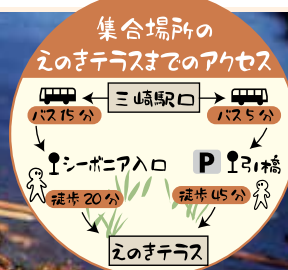 集合場所の
えのきテラスまでのアクセス
三崎駅口
バス15分
バス5分
シーボニア入口
P 引橋
徒歩20分
徒歩45分
えのきテラス